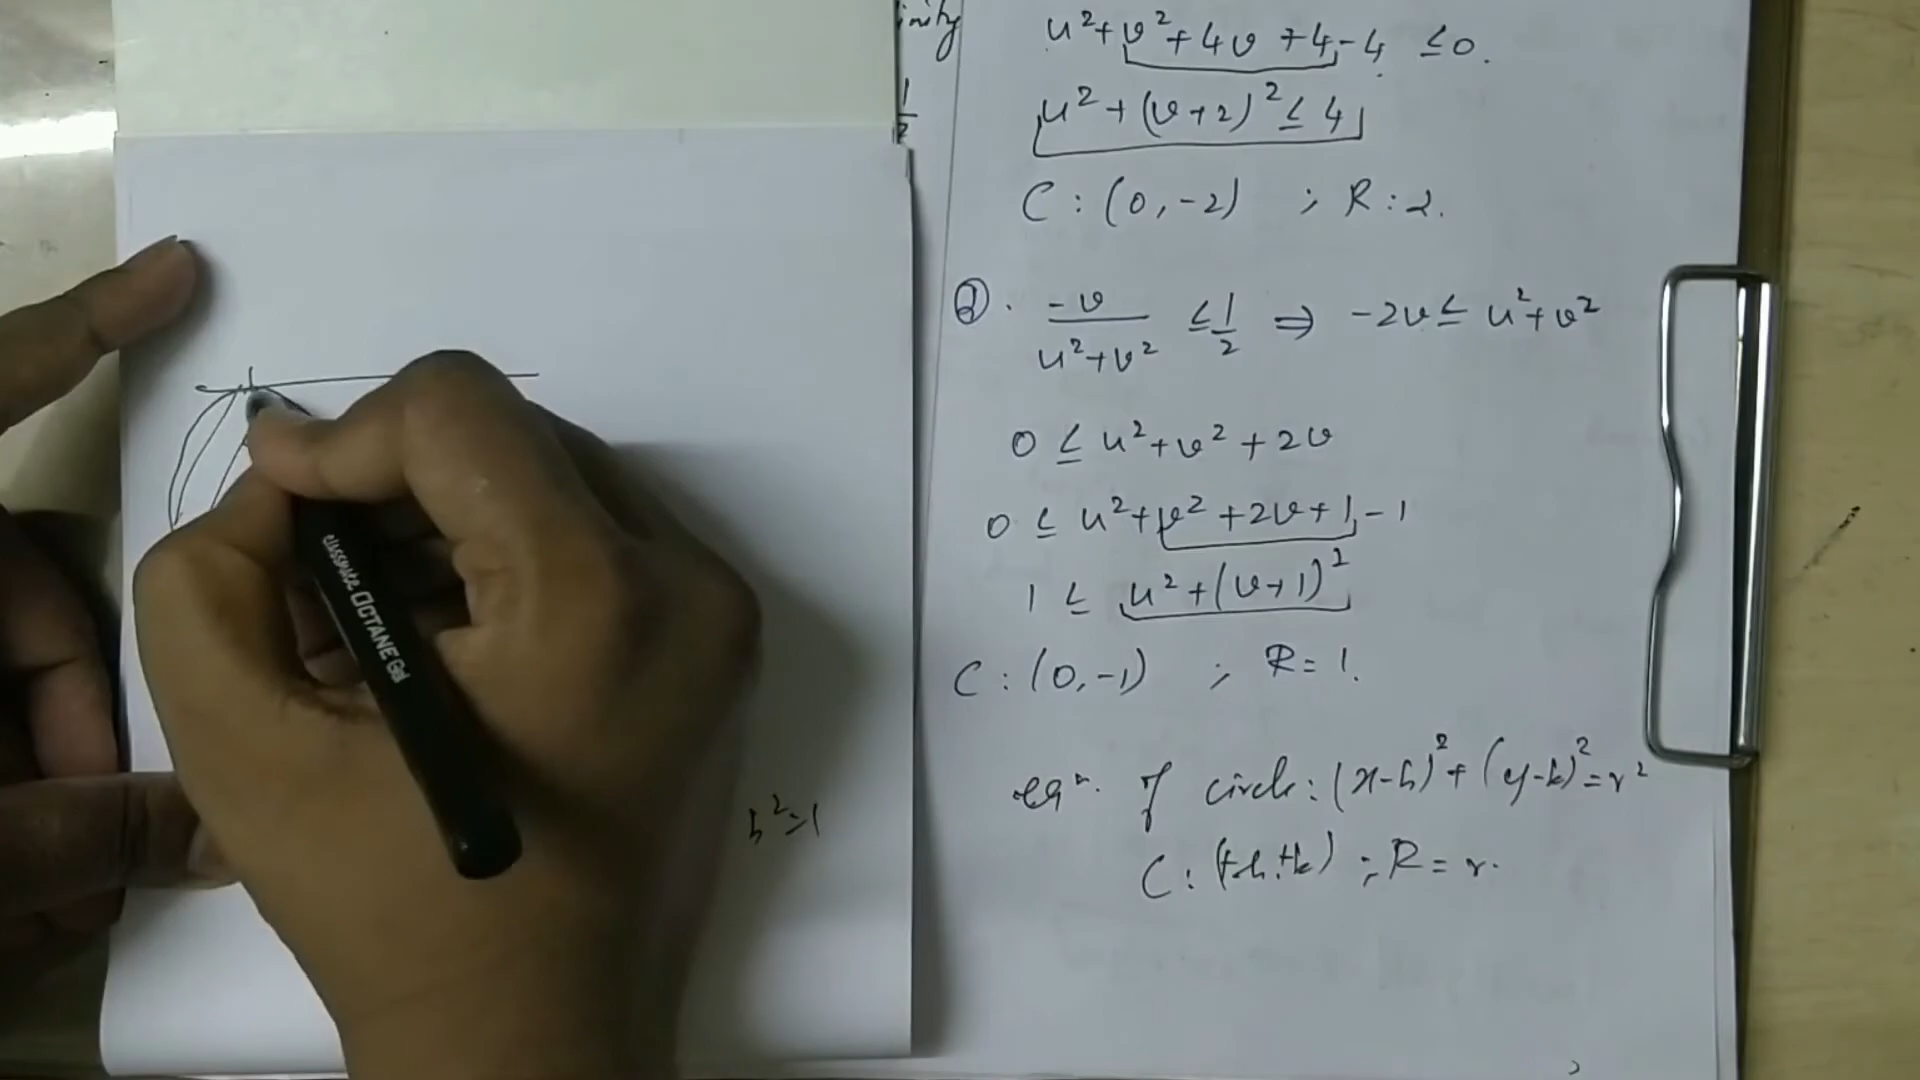 inity
1/2
u²+v²+4v+4-4 ≤0.
u²+(v+2)²≤4
C:(0,-2) ; R:2.
②. -v/(u²+v²) ≤ 1/2 ⇒ -2v≤ u²+v²
0 ≤ u²+v²+2v
0 ≤ u²+v²+2v+1-1
1 ≤ u²+(v+1)²
C:(0,-1) ; R=1.
eqⁿ. of circle:(x-h)²+(y-k)²=r²
C:(+h,+k) ;R=r.
OCTANE Gel